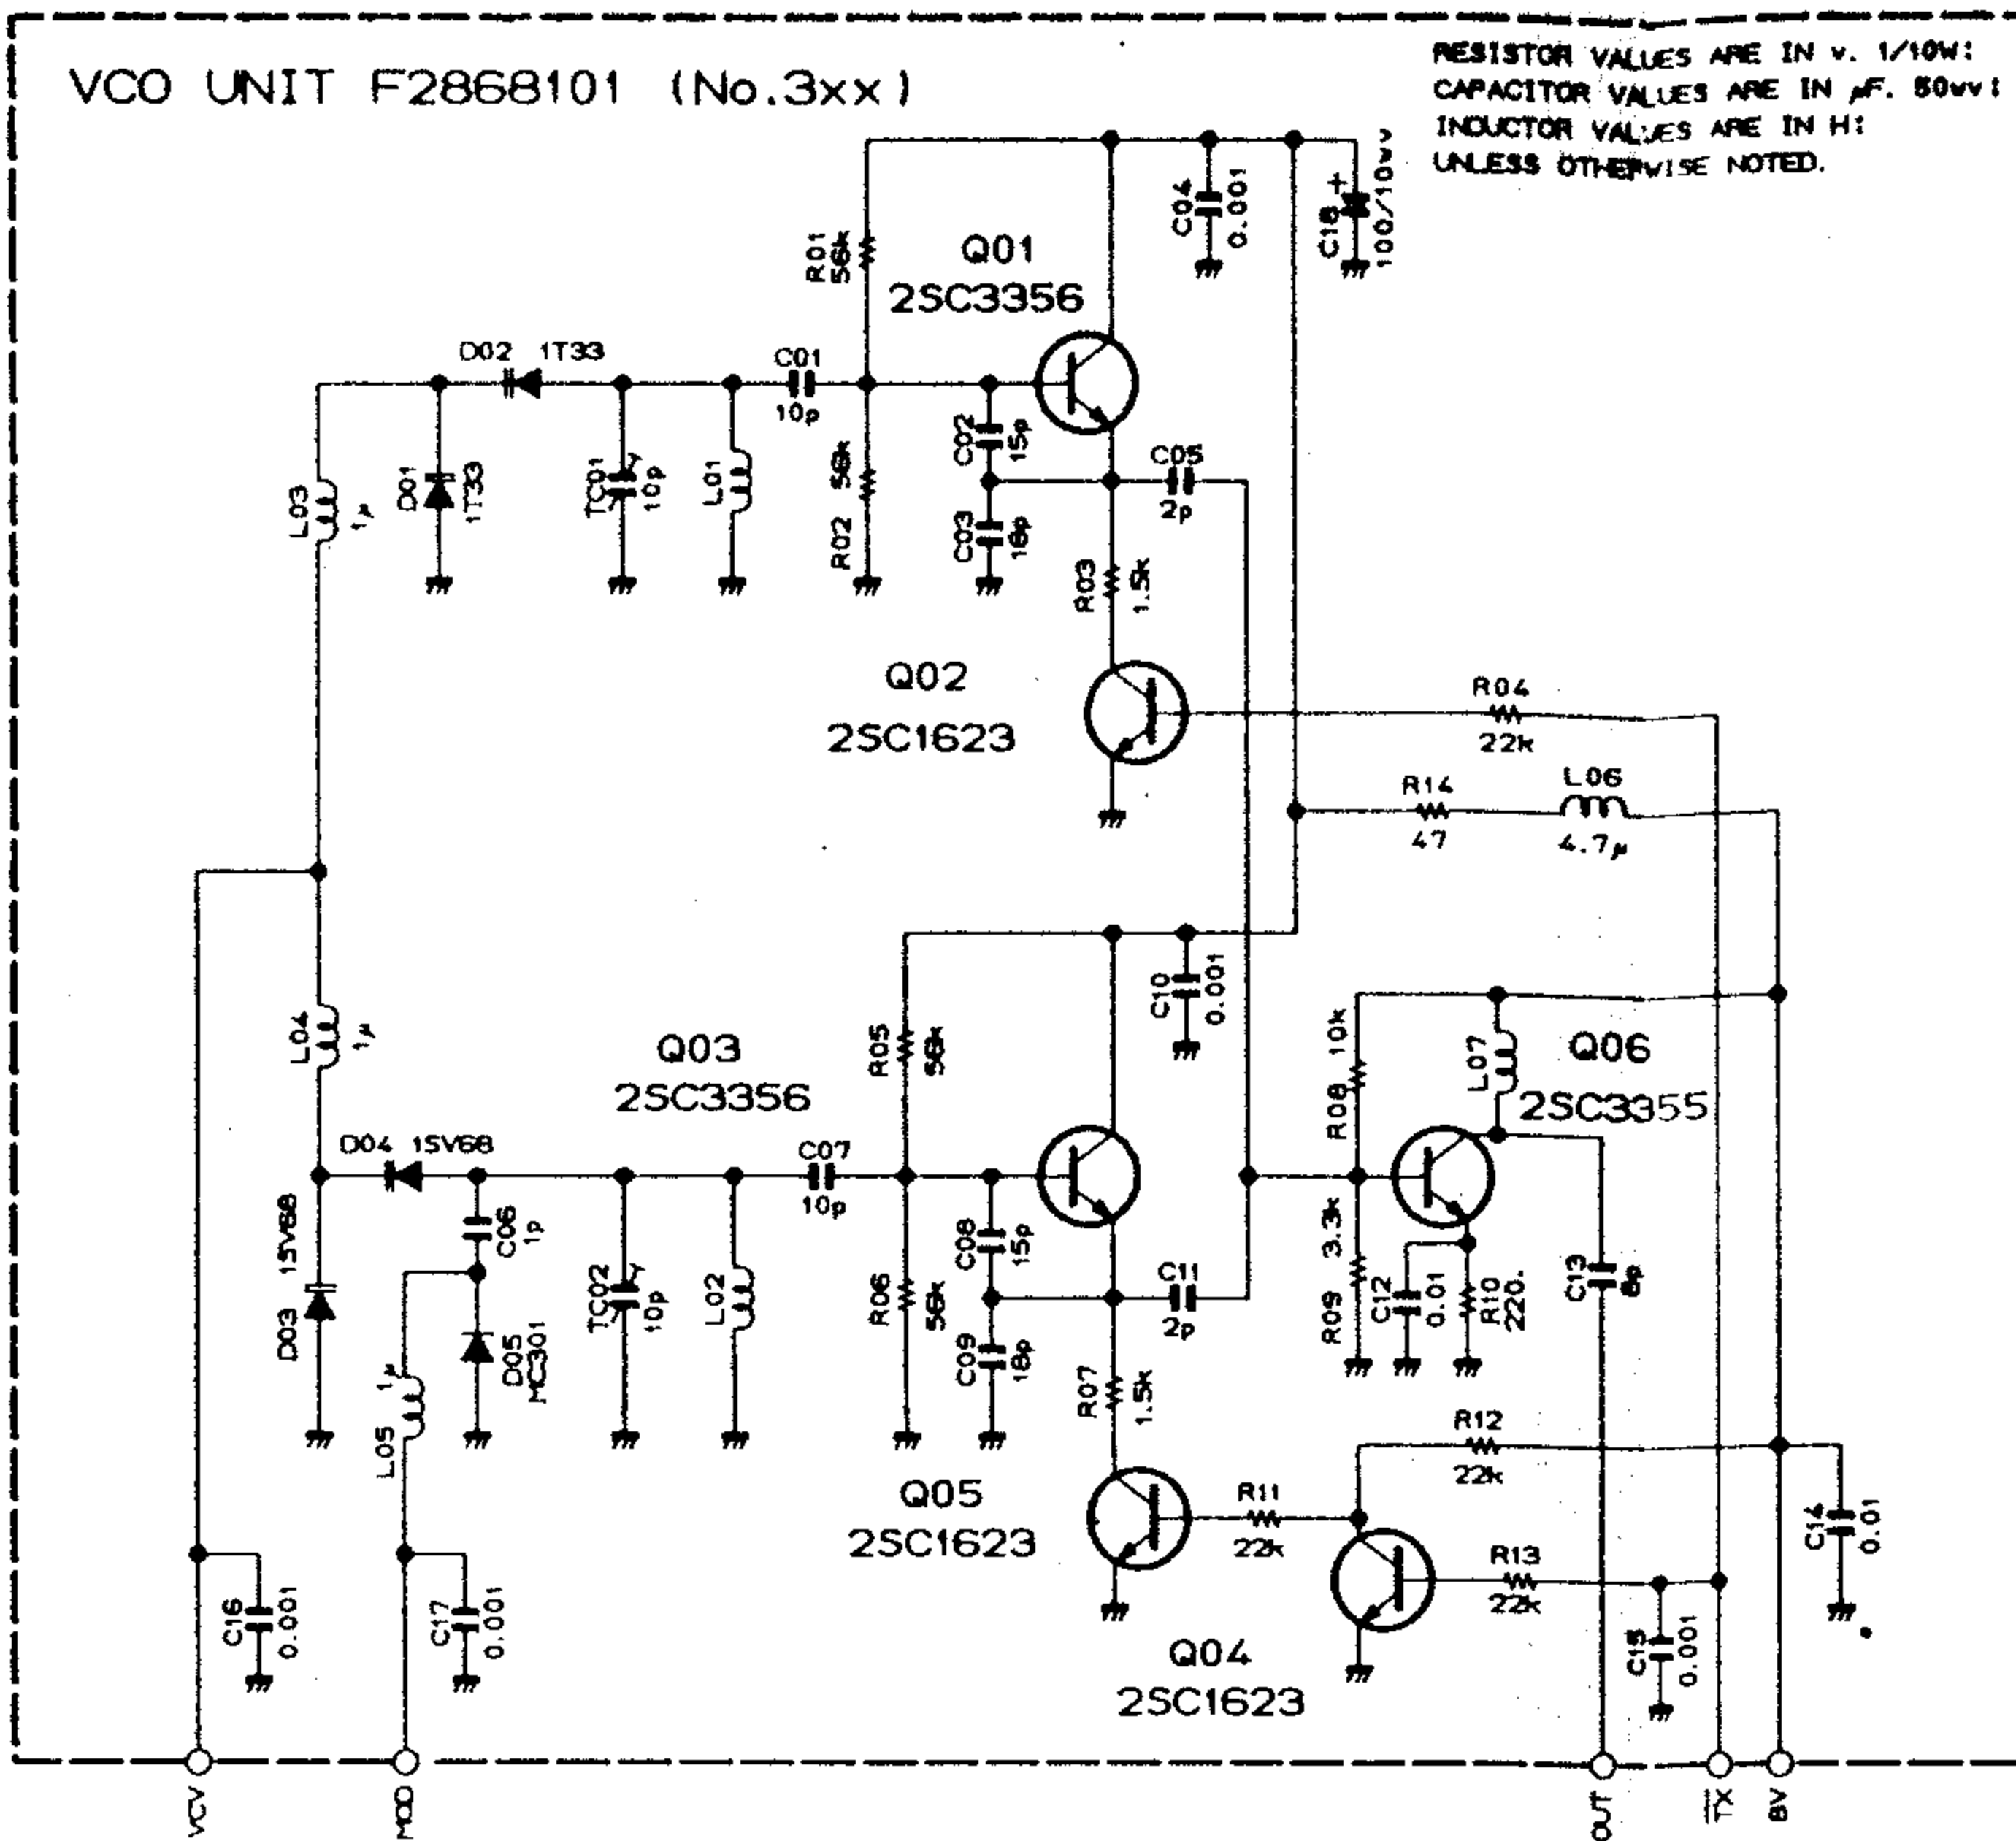 VCO UNIT F2868101 (No.3xx)
RESISTOR VALUES ARE IN v. 1/10W:
CAPACITOR VALUES ARE IN µF. 50wv:
INDUCTOR VALUES ARE IN H:
UNLESS OTHERWISE NOTED.
R01
56k
Q01
2SC3356
C04
0.001
C18
+
100/10wv
D02 1T33
C01
10p
L03
1µ
D01
1T33
TC01
10p
L01
R02 56k
C02
15p
C03
18p
C05
2p
R03
1.5k
Q02
2SC1623
R04
22k
R14
47
L06
4.7µ
L04
1µ
Q03
2SC3356
R05
56k
C10
0.001
R08 10k
L07
Q06
2SC3355
D04 1SV68
C07
10p
D03 1SV68
C06
1p
D05
MC301
L05 1µ
TC02
10p
L02
R06
56k
C08
15p
C09
18p
C11
2p
R07
1.5k
R09 3.3k
C12
0.01
R10
220.
C13
R12
22k
Q05
2SC1623
R11
22k
R13
22k
C14
0.01
C16
0.001
C17
0.001
Q04
2SC1623
C15
0.001
VCV
MOD
OUT
TX
8V